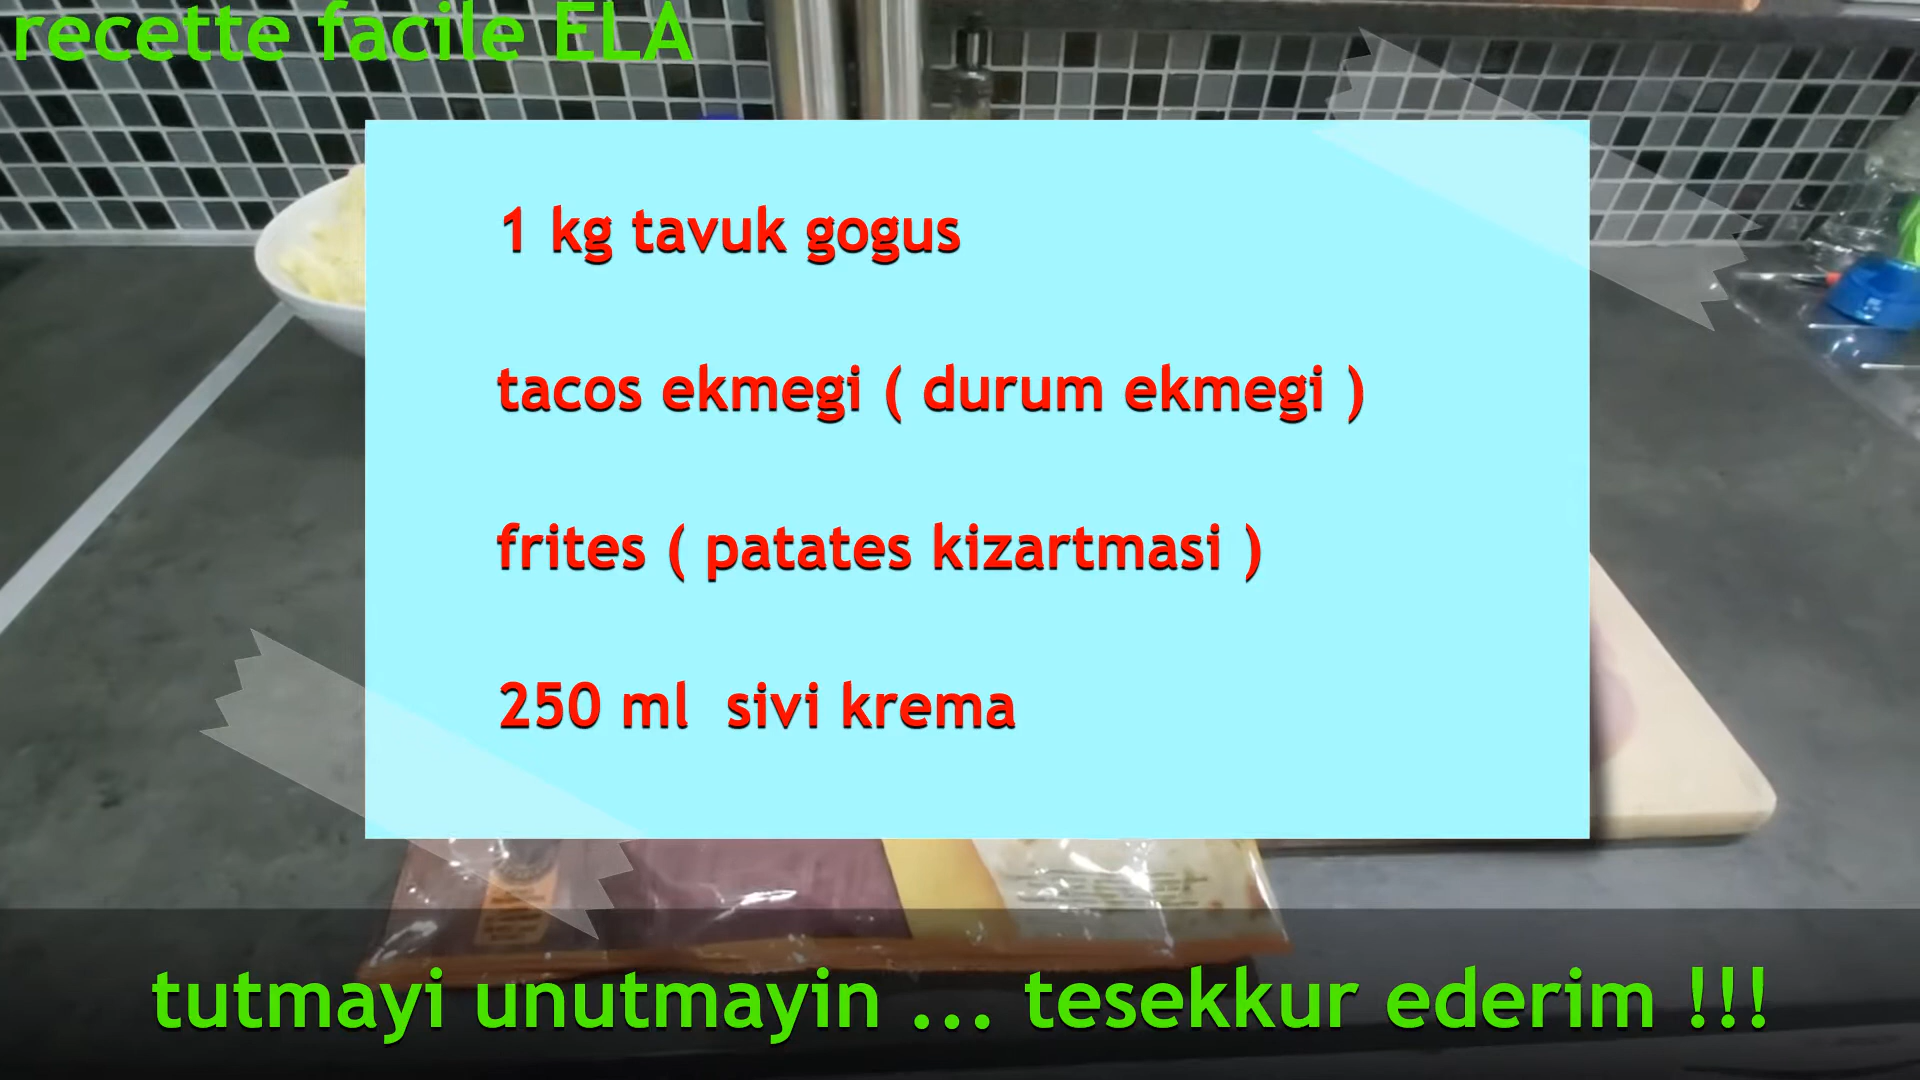 recette facile ELA
1 kg tavuk gogus
tacos ekmegi ( durum ekmegi )
frites ( patates kizartmasi )
250 ml sivi krema
tutmayi unutmayin ... tesekkur ederim !!!